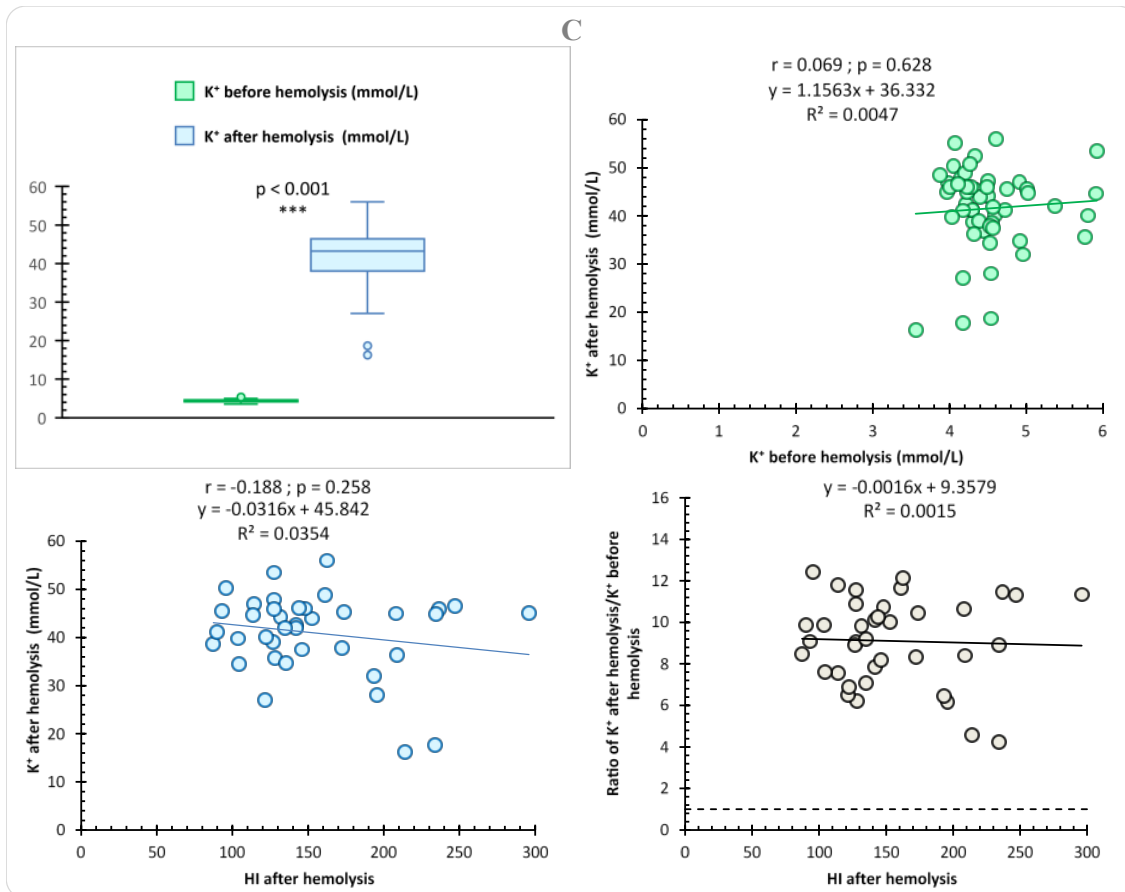 C
K⁺ before hemolysis (mmol/L)
K⁺ after hemolysis (mmol/L)
p < 0.001
***
60
50
40
30
20
10
0
r = 0.069 ; p = 0.628
y = 1.1563x + 36.332
R² = 0.0047
K⁺ after hemolysis (mmol/L)
60
50
40
30
20
10
0
0 1 2 3 4 5 6
K⁺ before hemolysis (mmol/L)
r = -0.188 ; p = 0.258
y = -0.0316x + 45.842
R² = 0.0354
K⁺ after hemolysis (mmol/L)
60
50
40
30
20
10
0
0 50 100 150 200 250 300
HI after hemolysis
y = -0.0016x + 9.3579
R² = 0.0015
Ratio of K⁺ after hemolysis/K⁺ before
hemolysis
16
14
12
10
8
6
4
2
0
0 50 100 150 200 250 300
HI after hemolysis